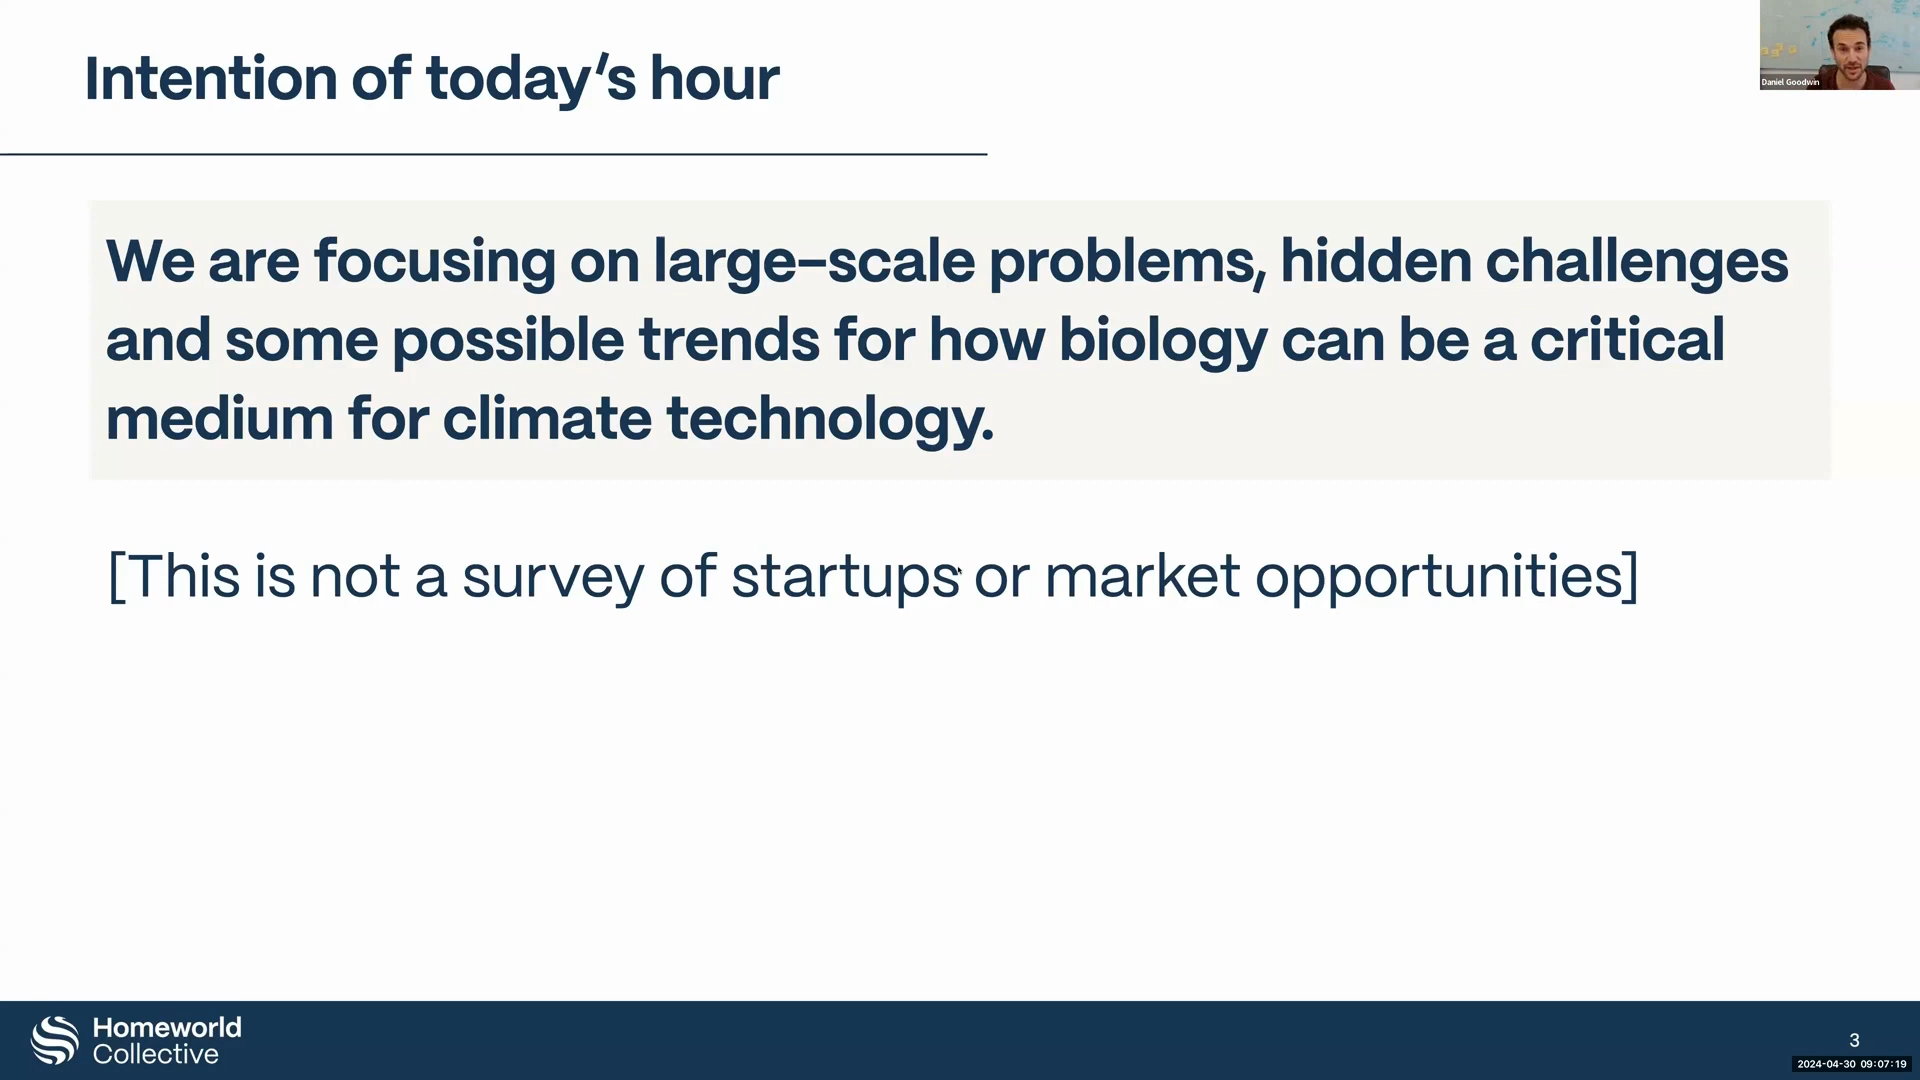 Intention of today's hour
Daniel Goodwin
We are focusing on large-scale problems, hidden challenges
and some possible trends for how biology can be a critical
medium for climate technology.
[This is not a survey of startups or market opportunities]
Homeworld
Collective
3
2024-04-30 09:07:19